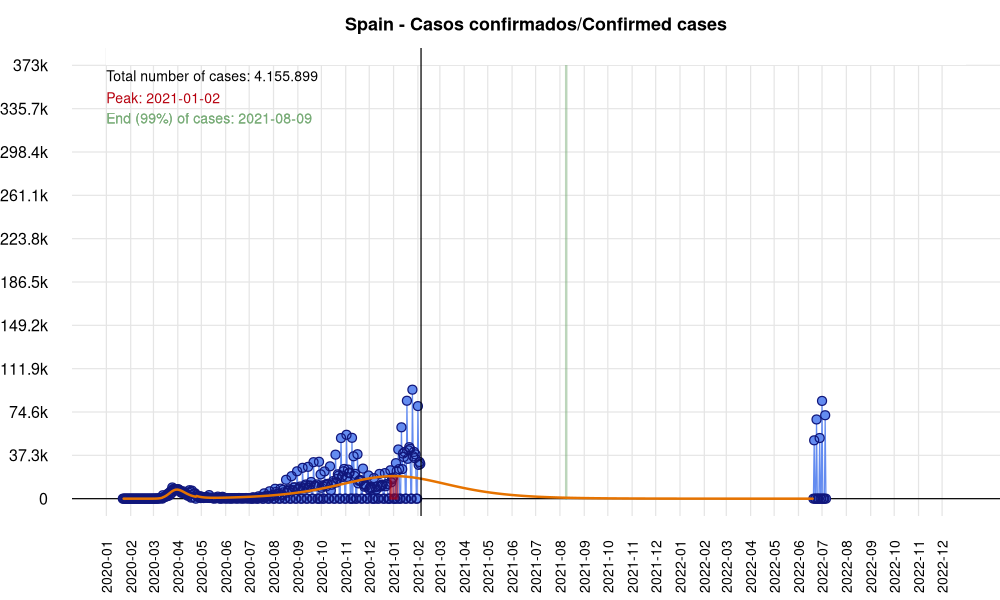 Spain - Casos confirmados/Confirmed cases
373k
335.7k
298.4k
261.1k
223.8k
186.5k
149.2k
111.9k
74.6k
37.3k
0
Total number of cases: 4.155.899
Peak: 2021-01-02
End (99%) of cases: 2021-08-09
2020-01
2020-02
2020-03
2020-04
2020-05
2020-06
2020-07
2020-08
2020-09
2020-10
2020-11
2020-12
2021-01
2021-02
2021-03
2021-04
2021-05
2021-06
2021-07
2021-08
2021-09
2021-10
2021-11
2021-12
2022-01
2022-02
2022-03
2022-04
2022-05
2022-06
2022-07
2022-08
2022-09
2022-10
2022-11
2022-12